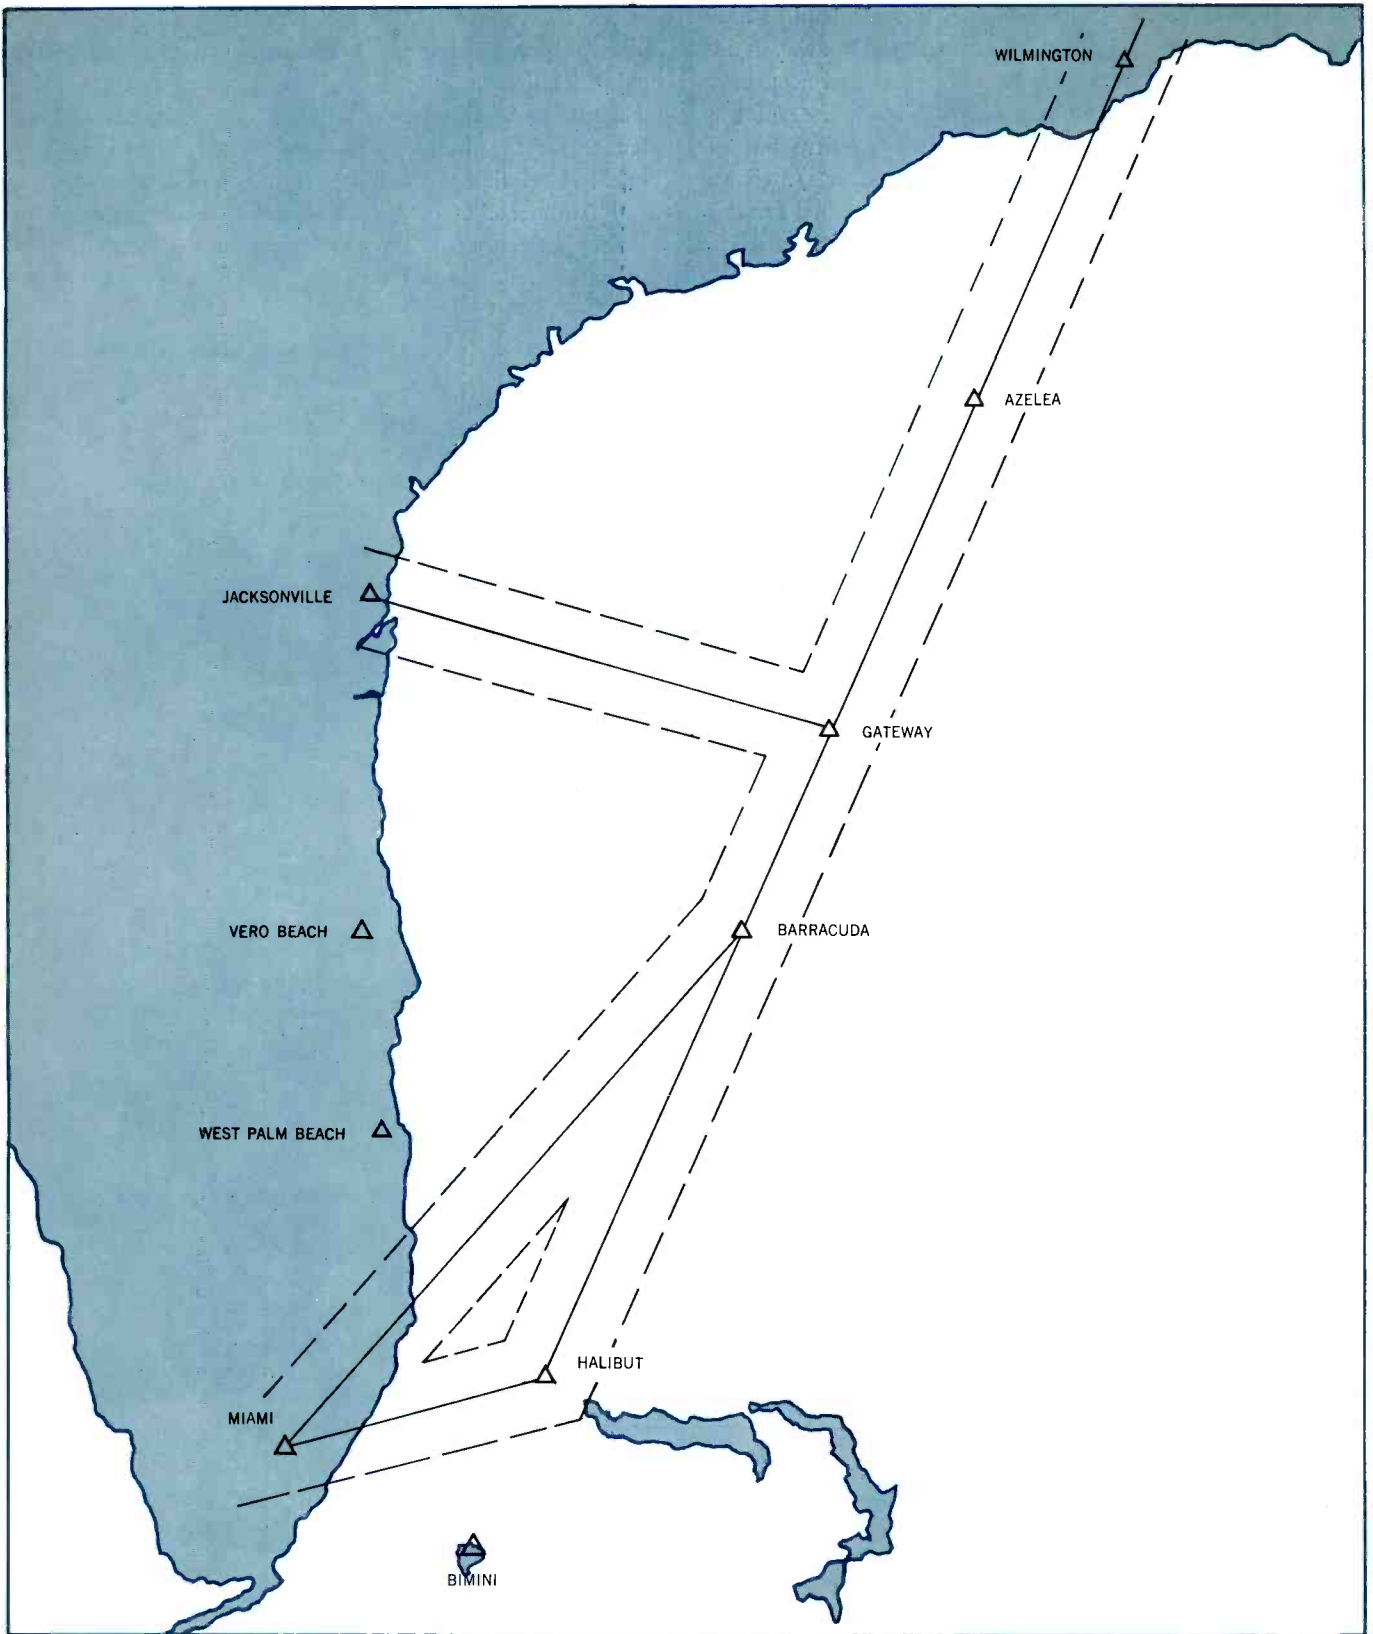 WILMINGTON
AZELEA
JACKSONVILLE
GATEWAY
VERO BEACH
BARRACUDA
WEST PALM BEACH
HALIBUT
MIAMI
BIMINI